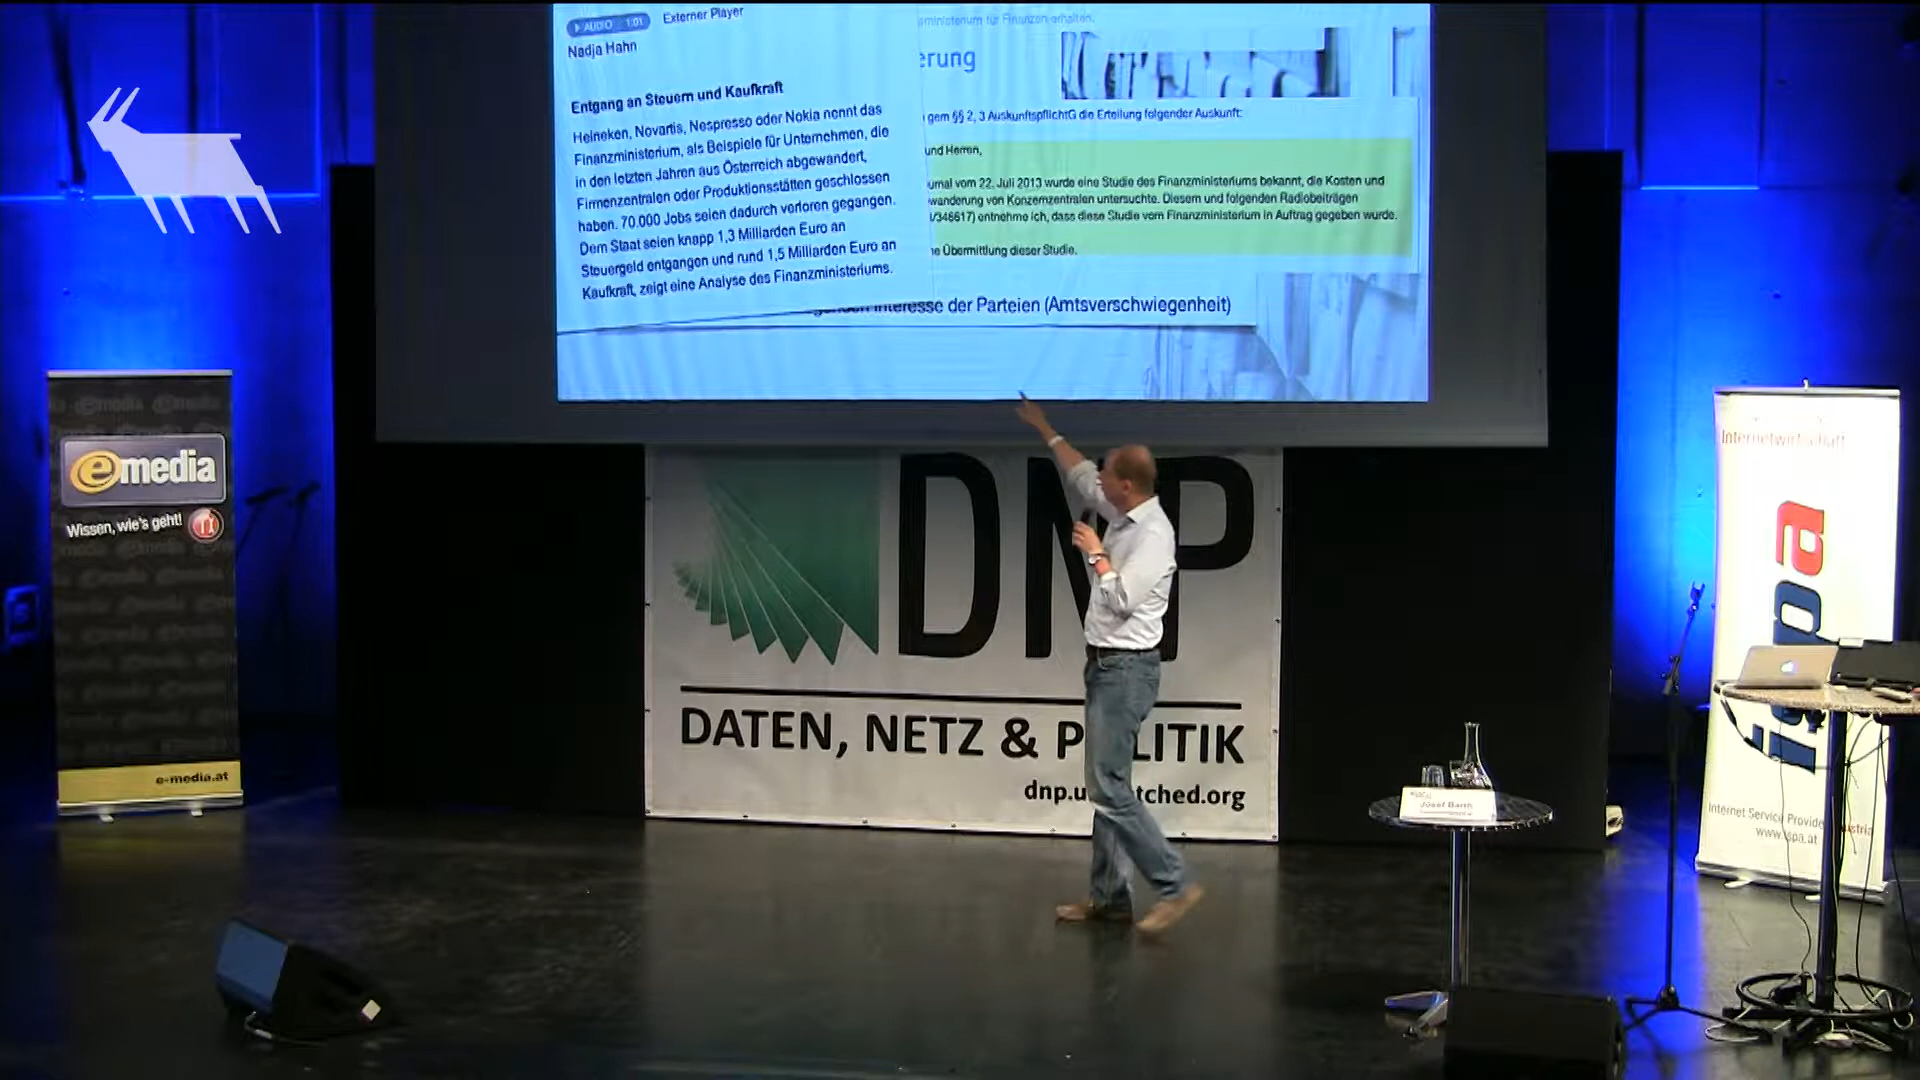 AUDIO 1:01 Externer Player
Nadja Hahn
Entgang an Steuern und Kaufkraft
Heineken, Novartis, Nespresso oder Nokia nennt das
Finanzministerium, als Beispiele für Unternehmen, die
in den letzten Jahren aus Österreich abgewandert,
Firmenzentralen oder Produktionsstätten geschlossen
haben. 70.000 Jobs seien dadurch verloren gegangen.
Dem Staat seien knapp 1,3 Milliarden Euro an
Steuergeld entgangen und rund 1,5 Milliarden Euro an
Kaufkraft, zeigt eine Analyse des Finanzministeriums.
ministerium für Finanzen erhalten.
erung
gem §§ 2, 3 AuskunftspflichtG die Erteilung folgender Auskunft:
und Herren,
urnal vom 22. Juli 2013 wurde eine Studie des Finanzministeriums bekannt, die Kosten und
wanderung von Konzernzentralen untersuchte. Diesem und folgenden Radiobeiträgen
/346617) entnehme ich, dass diese Studie vom Finanzministerium in Auftrag gegeben wurde.
ne Übermittlung dieser Studie.
Interesse der Parteien (Amtsverschwiegenheit)
emedia
Wissen, wie's geht!
e-media.at
DNP
DATEN, NETZ & P LITIK
dnp.u tched.org
Josef Barth
Internetwirtschaft
ispa
Internet Service Provide ustria
www.ispa.at